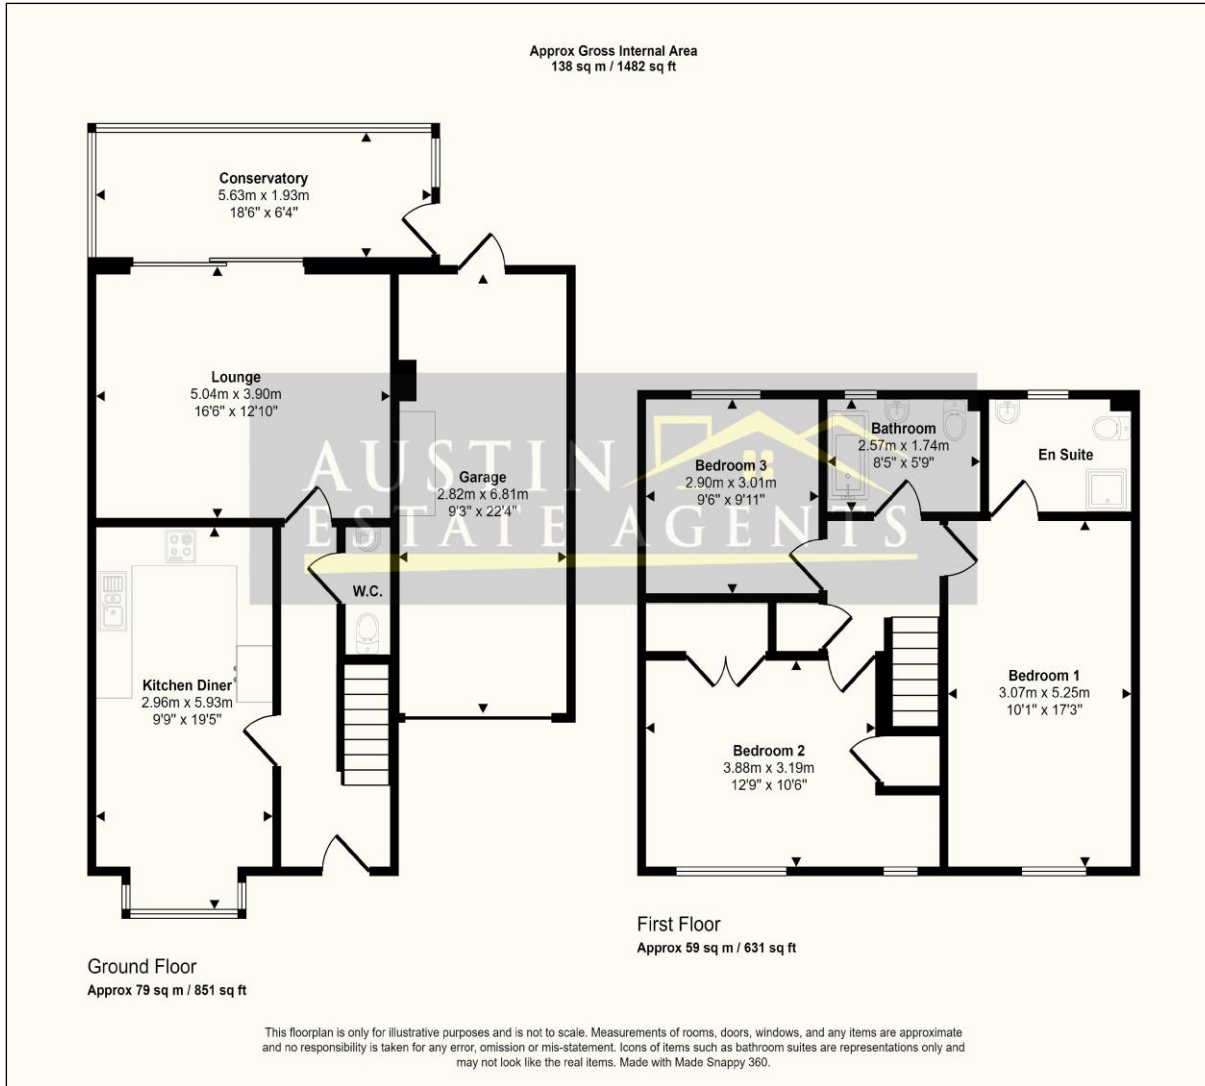 Approx Gross Internal Area
138 sq m / 1482 sq ft
Conservatory
5.63m x 1.93m
18'6" x 6'4"
Lounge
5.04m x 3.90m
16'6" x 12'10"
Garage
2.82m x 6.81m
9'3" x 22'4"
W.C.
Kitchen Diner
2.96m x 5.93m
9'9" x 19'5"
Ground Floor
Approx 79 sq m / 851 sq ft
AUSTIN
ESTATE AGENTS
Bedroom 3
2.90m x 3.01m
9'6" x 9'11"
Bathroom
2.57m x 1.74m
8'5" x 5'9"
En Suite
Bedroom 1
3.07m x 5.25m
10'1" x 17'3"
Bedroom 2
3.88m x 3.19m
12'9" x 10'6"
First Floor
Approx 59 sq m / 631 sq ft
This floorplan is only for illustrative purposes and is not to scale. Measurements of rooms, doors, windows, and any items are approximate
and no responsibility is taken for any error, omission or mis-statement. Icons of items such as bathroom suites are representations only and
may not look like the real items. Made with Made Snappy 360.